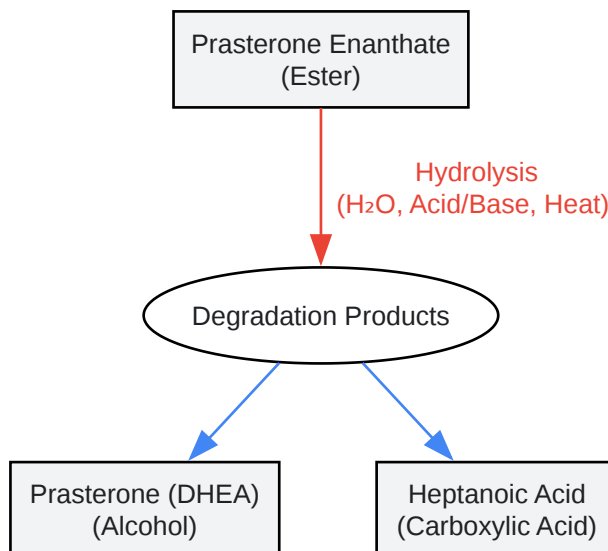 Prasterone Enanthate
(Ester)
Hydrolysis
(H₂O, Acid/Base, Heat)
Degradation Products
Prasterone (DHEA)
(Alcohol)
Heptanoic Acid
(Carboxylic Acid)